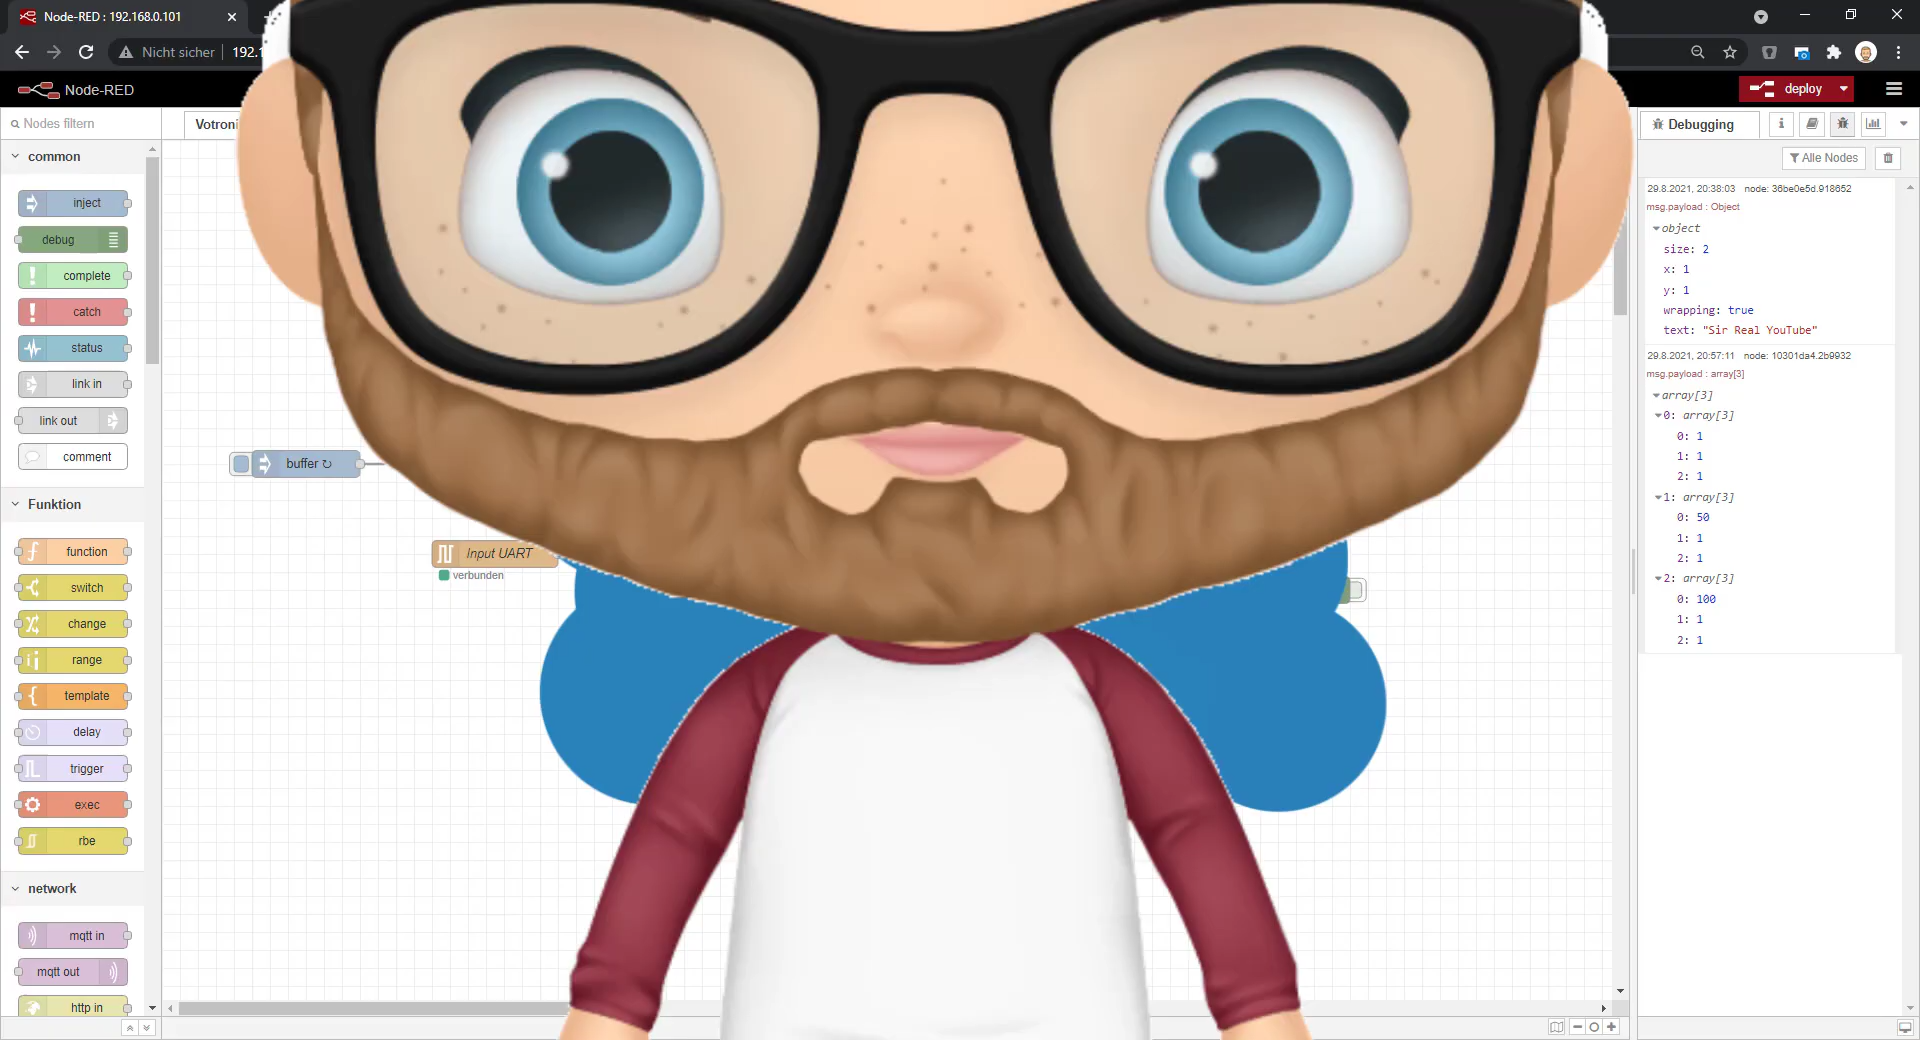 Node-RED : 192.168.0.101
Nicht sicher
192.1
Node-RED
deploy
Nodes filtern
Votroni
Debugging
i
Alle Nodes
common
inject
debug
complete
catch
status
link in
link out
comment
Funktion
function
switch
change
range
template
delay
trigger
exec
rbe
network
mqtt in
mqtt out
http in
buffer ↻
Input UART
verbunden
29.8.2021, 20:38:03 node: 36be0e5d.918652
msg.payload : Object
object
size: 2
x: 1
y: 1
wrapping: true
text: "Sir Real YouTube"
29.8.2021, 20:57:11 node: 10301da4.2b9932
msg.payload : array[3]
array[3]
0: array[3]
0: 1
1: 1
2: 1
1: array[3]
0: 50
1: 1
2: 1
2: array[3]
0: 100
1: 1
2: 1